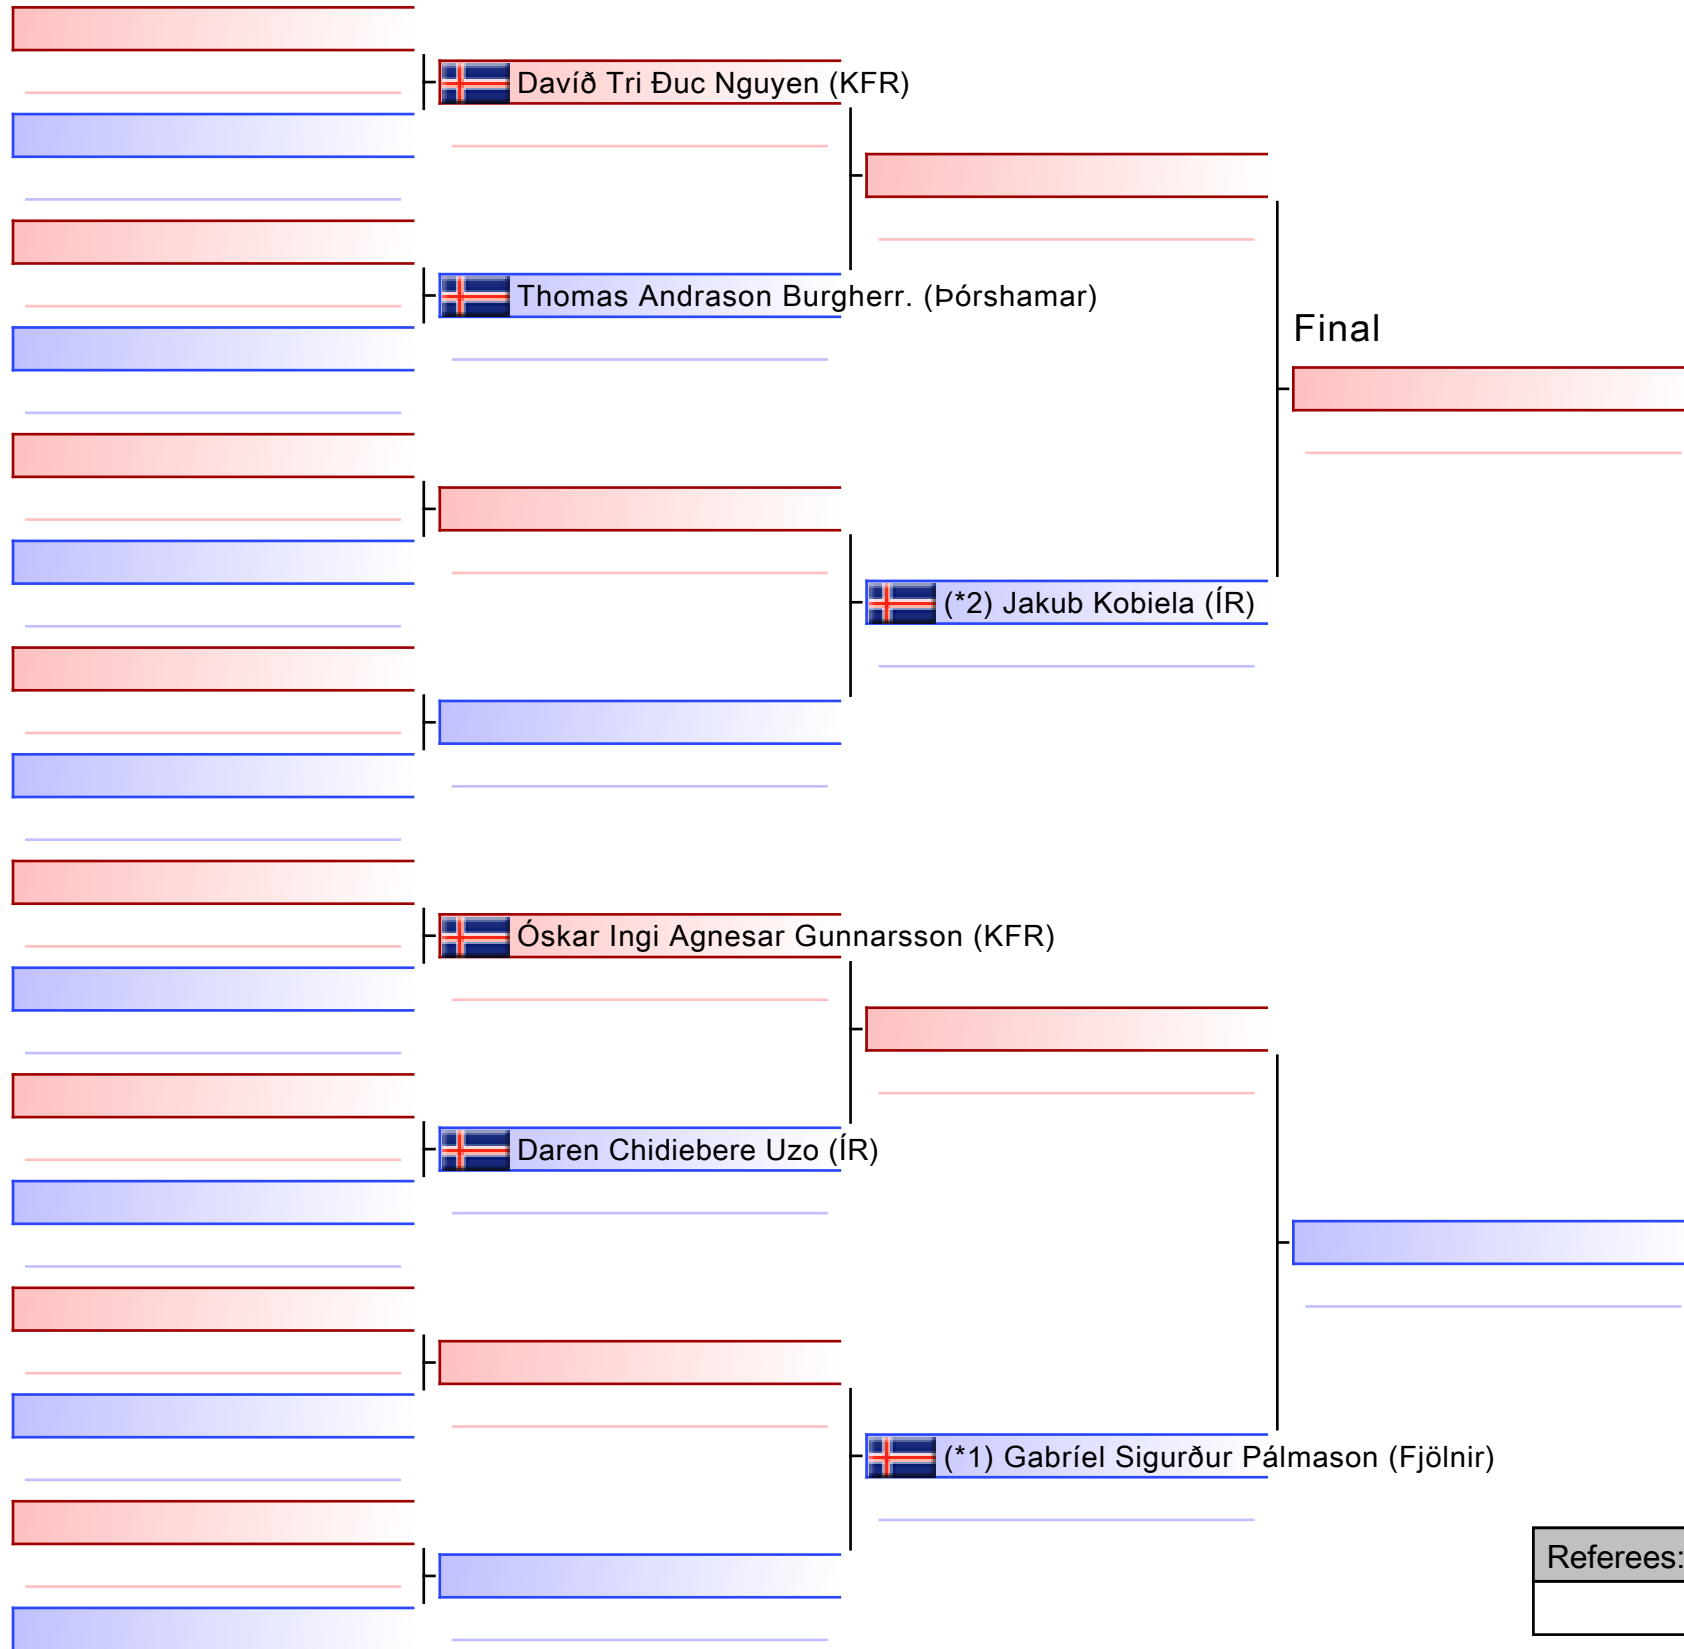 Davíð Tri Đuc Nguyen (KFR)
Thomas Andrason Burgherr. (Þórshamar)
Final
(*2) Jakub Kobiela (ÍR)
Óskar Ingi Agnesar Gunnarsson (KFR)
Daren Chidiebere Uzo (ÍR)
(*1) Gabríel Sigurður Pálmason (Fjölnir)
Referees: